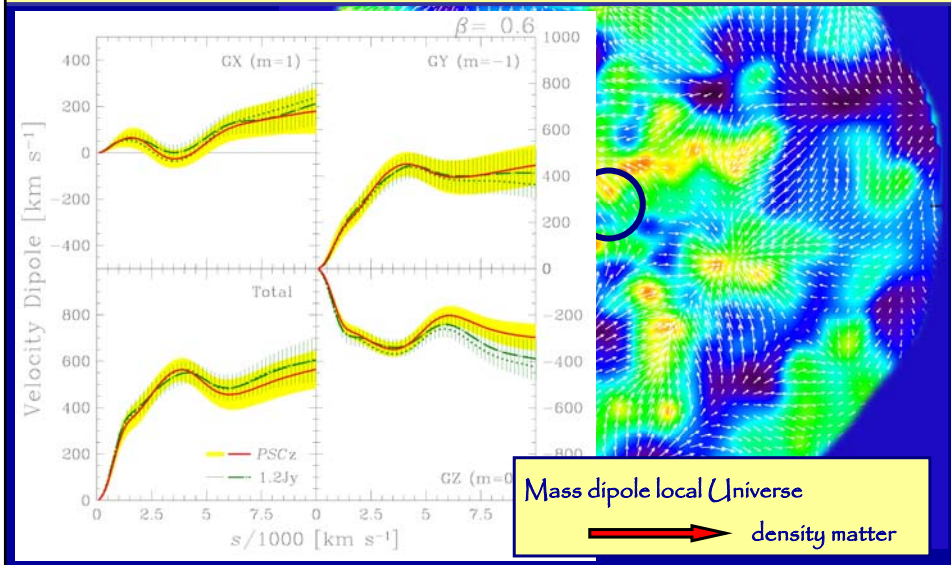 β= 0.6
GX (m=1)
GY (m=-1)
1000
800
600
400
200
0
400
200
0
-200
-400
Velocity Dipole [km s⁻¹]
Total
800
600
400
200
0
PSCz
1.2Jy
-200
-400
-600
-800
GZ (m=0
0
2.5
5
7.5
0
2.5
5
7.5
s/1000 [km s⁻¹]
Mass dipole local Universe
density matter